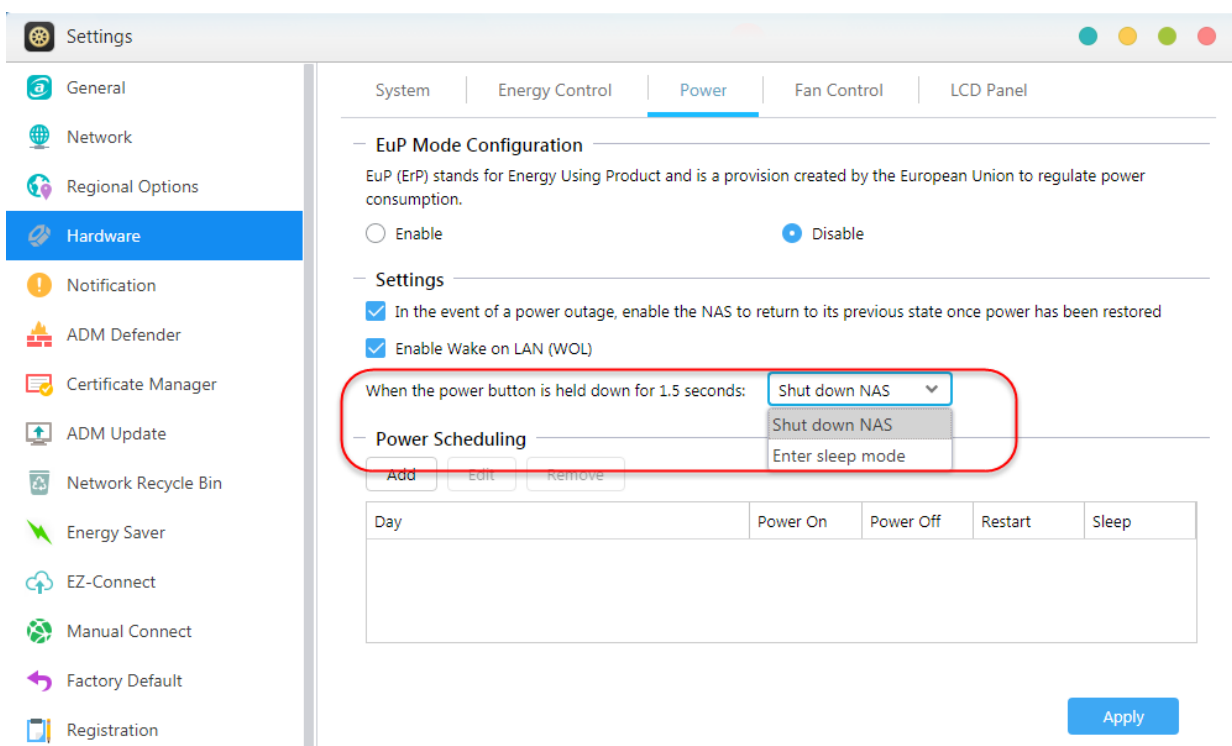 Settings
General
Network
Regional Options
Hardware
Notification
ADM Defender
Certificate Manager
ADM Update
Network Recycle Bin
Energy Saver
EZ-Connect
Manual Connect
Factory Default
Registration
System Energy Control Power Fan Control LCD Panel
EuP Mode Configuration
EuP (ErP) stands for Energy Using Product and is a provision created by the European Union to regulate power
consumption.
Enable Disable
Settings
In the event of a power outage, enable the NAS to return to its previous state once power has been restored
Enable Wake on LAN (WOL)
When the power button is held down for 1.5 seconds: Shut down NAS
Shut down NAS
Enter sleep mode
Power Scheduling
Add Edit Remove
Day Power On Power Off Restart Sleep
Apply